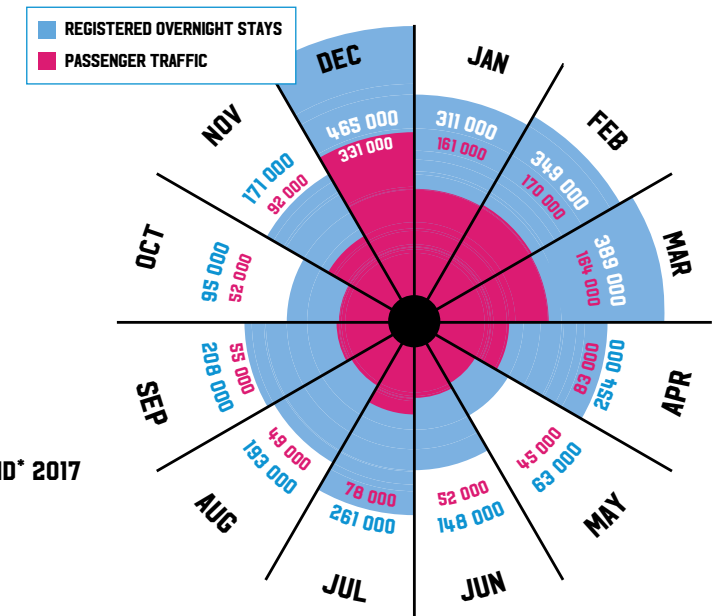 REGISTERED OVERNIGHT STAYS
PASSENGER TRAFFIC
DEC
465 000
331 000
JAN
311 000
161 000
FEB
349 000
170 000
MAR
389 000
164 000
APR
83 000
254 000
MAY
45 000
63 000
JUN
52 000
148 000
JUL
78 000
261 000
AUG
49 000
193 000
SEP
55 000
208 000
OCT
95 000
52 000
NOV
171 000
92 000
ND* 2017